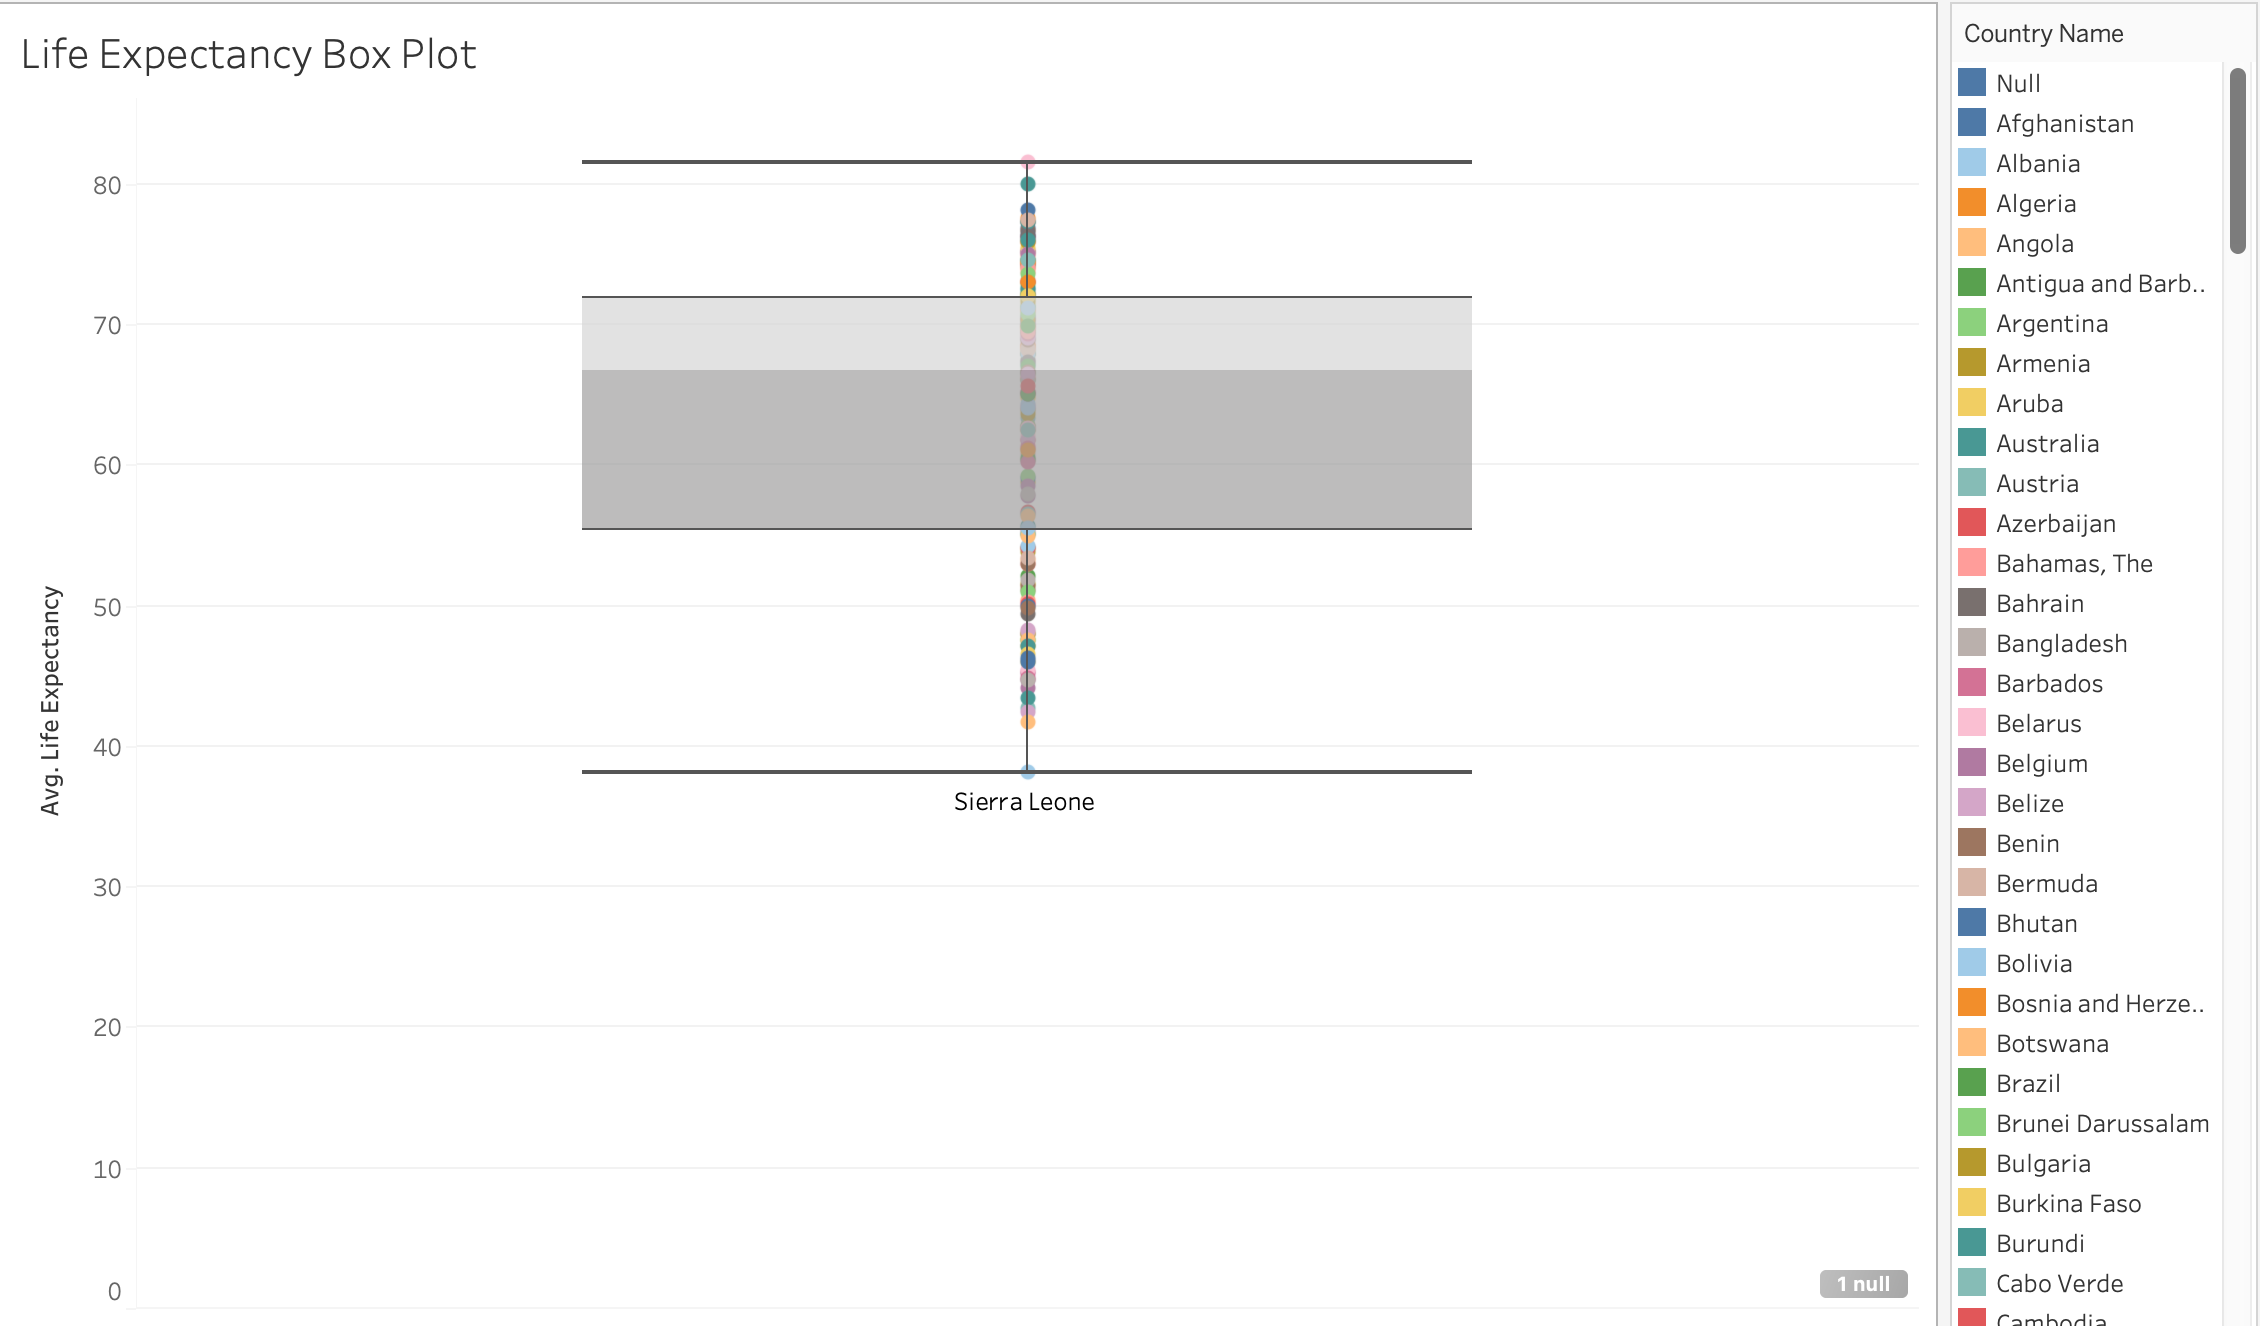 Life Expectancy Box Plot
Avg. Life Expectancy
80
70
60
50
40
30
20
10
0
Sierra Leone
1 null
Country Name
Null
Afghanistan
Albania
Algeria
Angola
Antigua and Barb..
Argentina
Armenia
Aruba
Australia
Austria
Azerbaijan
Bahamas, The
Bahrain
Bangladesh
Barbados
Belarus
Belgium
Belize
Benin
Bermuda
Bhutan
Bolivia
Bosnia and Herze..
Botswana
Brazil
Brunei Darussalam
Bulgaria
Burkina Faso
Burundi
Cabo Verde
Cambodia